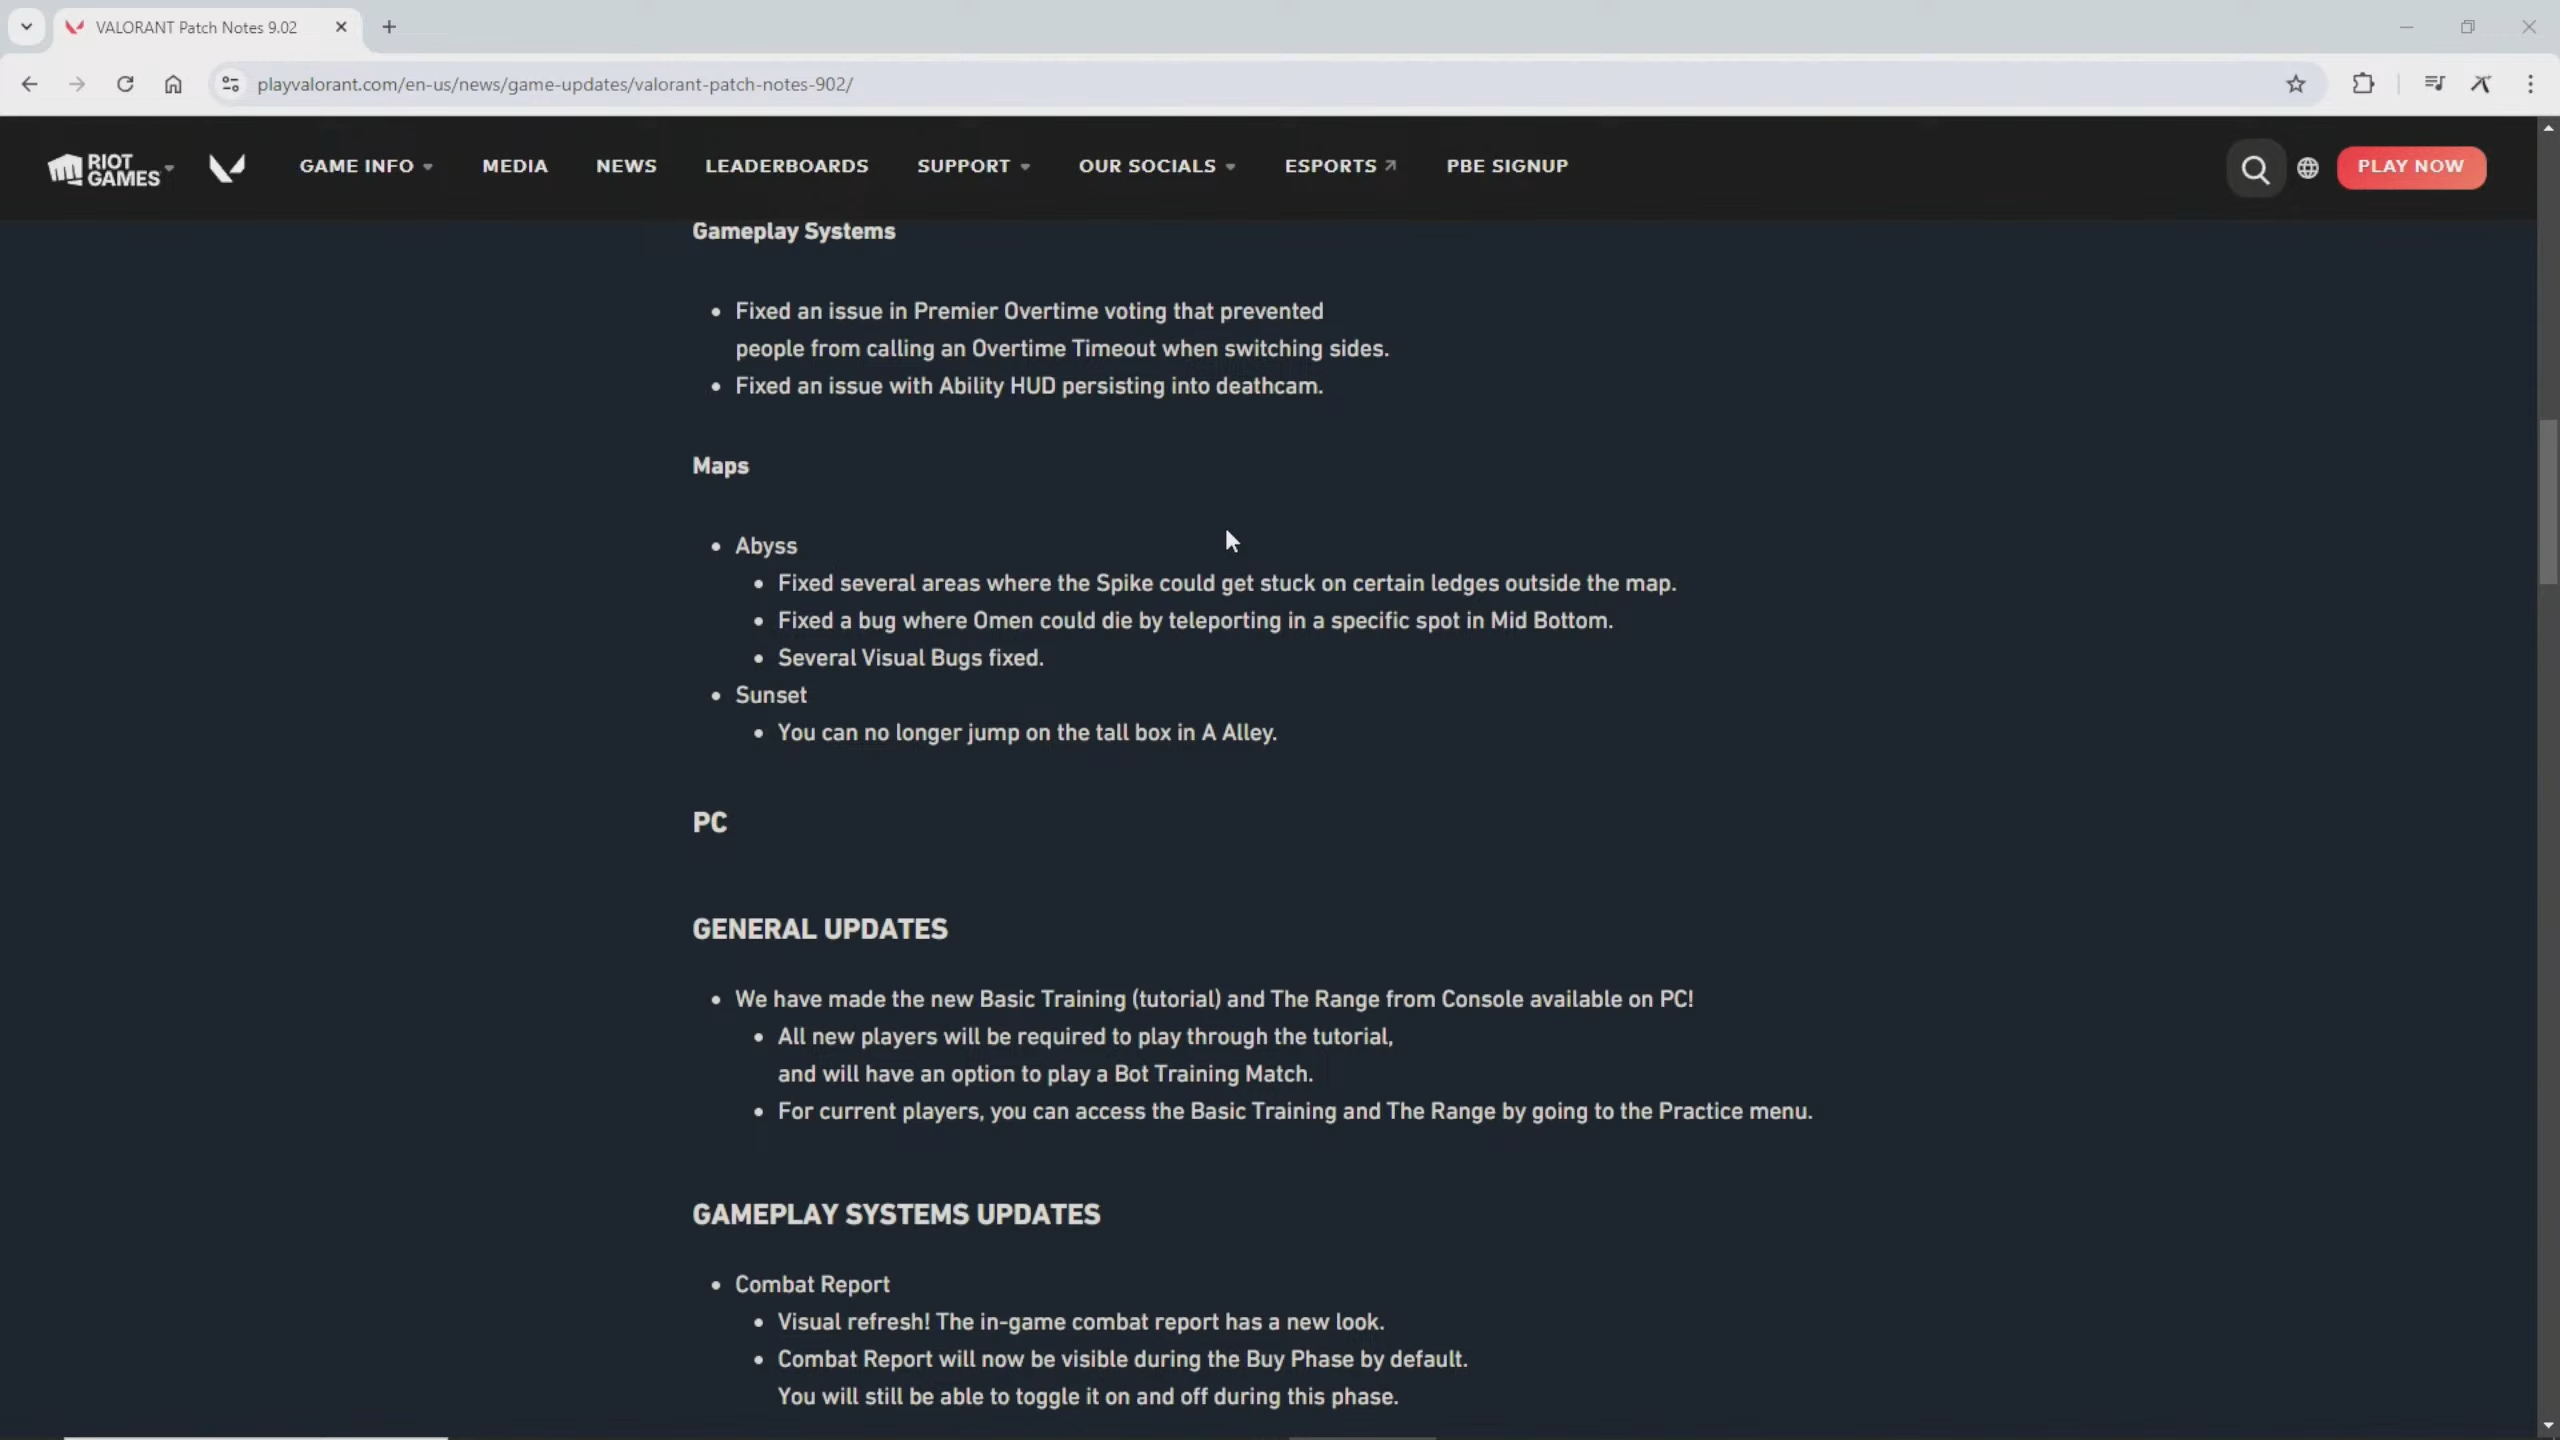 VALORANT Patch Notes 9.02
playvalorant.com/en-us/news/game-updates/valorant-patch-notes-902/
RIOT GAMES
GAME INFO MEDIA NEWS LEADERBOARDS SUPPORT OUR SOCIALS ESPORTS PBE SIGNUP PLAY NOW
Gameplay Systems
Fixed an issue in Premier Overtime voting that prevented
people from calling an Overtime Timeout when switching sides.
Fixed an issue with Ability HUD persisting into deathcam.
Maps
Abyss
Fixed several areas where the Spike could get stuck on certain ledges outside the map.
Fixed a bug where Omen could die by teleporting in a specific spot in Mid Bottom.
Several Visual Bugs fixed.
Sunset
You can no longer jump on the tall box in A Alley.
PC
GENERAL UPDATES
We have made the new Basic Training (tutorial) and The Range from Console available on PC!
All new players will be required to play through the tutorial,
and will have an option to play a Bot Training Match.
For current players, you can access the Basic Training and The Range by going to the Practice menu.
GAMEPLAY SYSTEMS UPDATES
Combat Report
Visual refresh! The in-game combat report has a new look.
Combat Report will now be visible during the Buy Phase by default.
You will still be able to toggle it on and off during this phase.